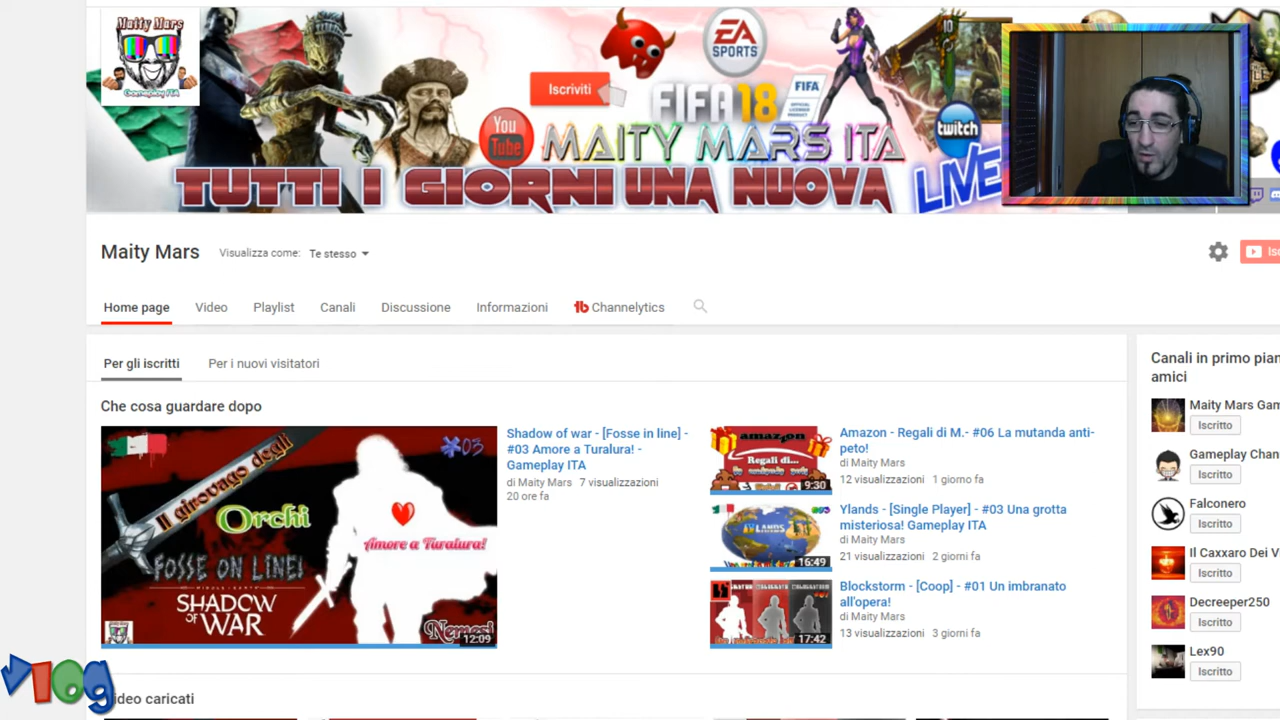 Maity Mars
Gameplay ITA
EA
SPORTS
Iscriviti
FIFA 18
FIFA
OFFICIAL
LICENSED
PRODUCT
10
You
Tube
MAITY MARS ITA
twitch
TUTTI I GIORNI UNA NUOVA
LIVE
Maity Mars
Visualizza come:
Te stesso
Home page
Video
Playlist
Canali
Discussione
Informazioni
Channelytics
Per gli iscritti
Per i nuovi visitatori
Che cosa guardare dopo
03
Il girovago degli
Orchi
Amore a Turalura!
FOSSE ON LINE!
MIDDLE-EARTH
SHADOW
OF WAR
Nemesi
12:09
Shadow of war - [Fosse in line] -
#03 Amore a Turalura! -
Gameplay ITA
di Maity Mars 7 visualizzazioni
20 ore fa
amazon
Regali di...
9:30
Amazon - Regali di M.- #06 La mutanda anti-
peto!
di Maity Mars
12 visualizzazioni 1 giorno fa
YLANDS
16:49
Ylands - [Single Player] - #03 Una grotta
misteriosa! Gameplay ITA
di Maity Mars
21 visualizzazioni 2 giorni fa
17:42
Blockstorm - [Coop] - #01 Un imbranato
all'opera!
di Maity Mars
13 visualizzazioni 3 giorni fa
Canali in primo pian
amici
Maity Mars Gam
Iscritto
Gameplay Chan
Iscritto
Falconero
Iscritto
Il Caxxaro Dei V
Iscritto
Decreeper250
Iscritto
Lex90
Iscritto
vlog
ideo caricati